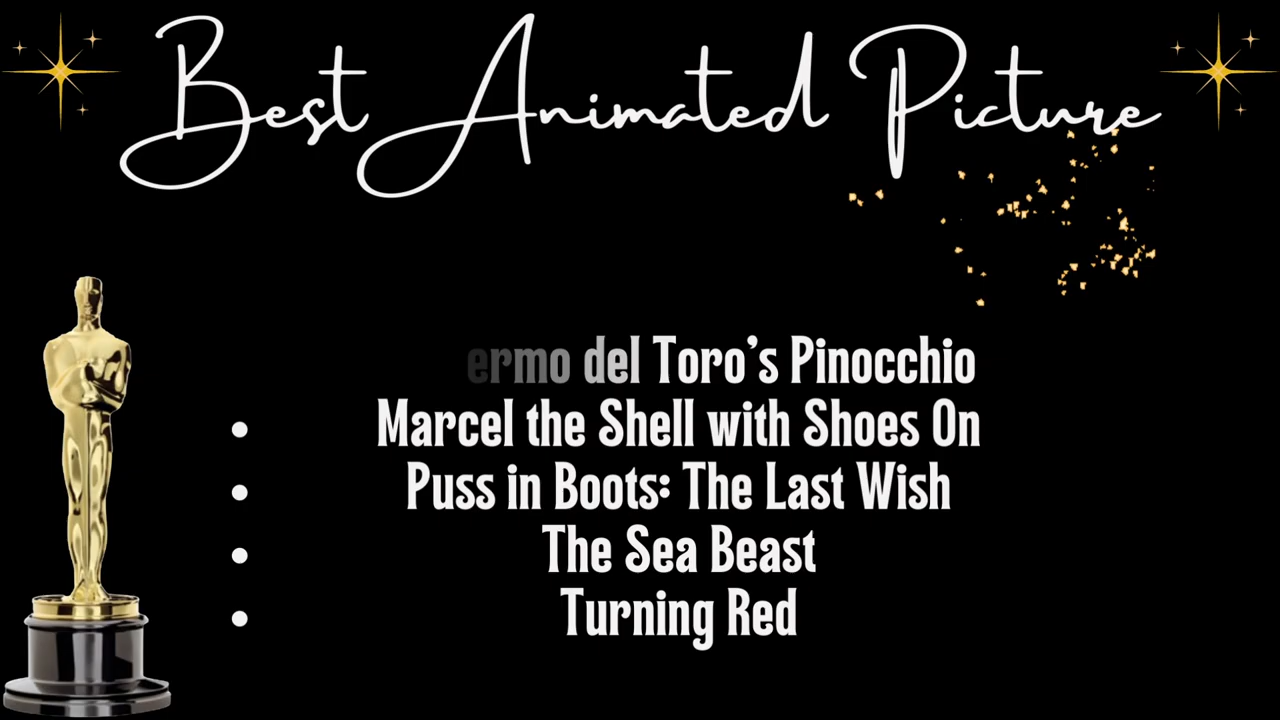 Best Animated Picture
ermo del Toro’s Pinocchio
• Marcel the Shell with Shoes On
• Puss in Boots: The Last Wish
• The Sea Beast
• Turning Red